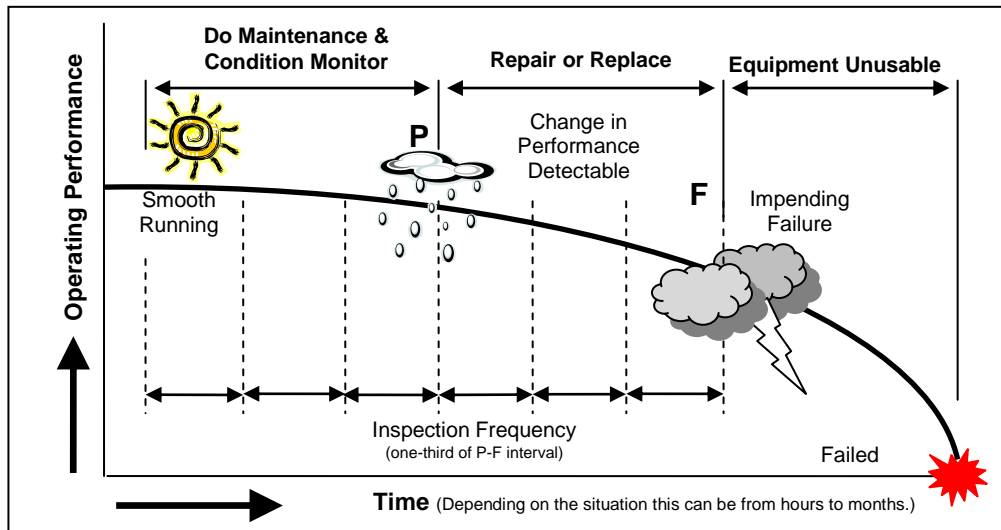 Do Maintenance &
Condition Monitor
Repair or Replace
Equipment Unusable
P
Change in
Performance
Detectable
F
Smooth
Running
Impending
Failure
Operating Performance
Inspection Frequency
(one-third of P-F interval)
Failed
Time (Depending on the situation this can be from hours to months.)